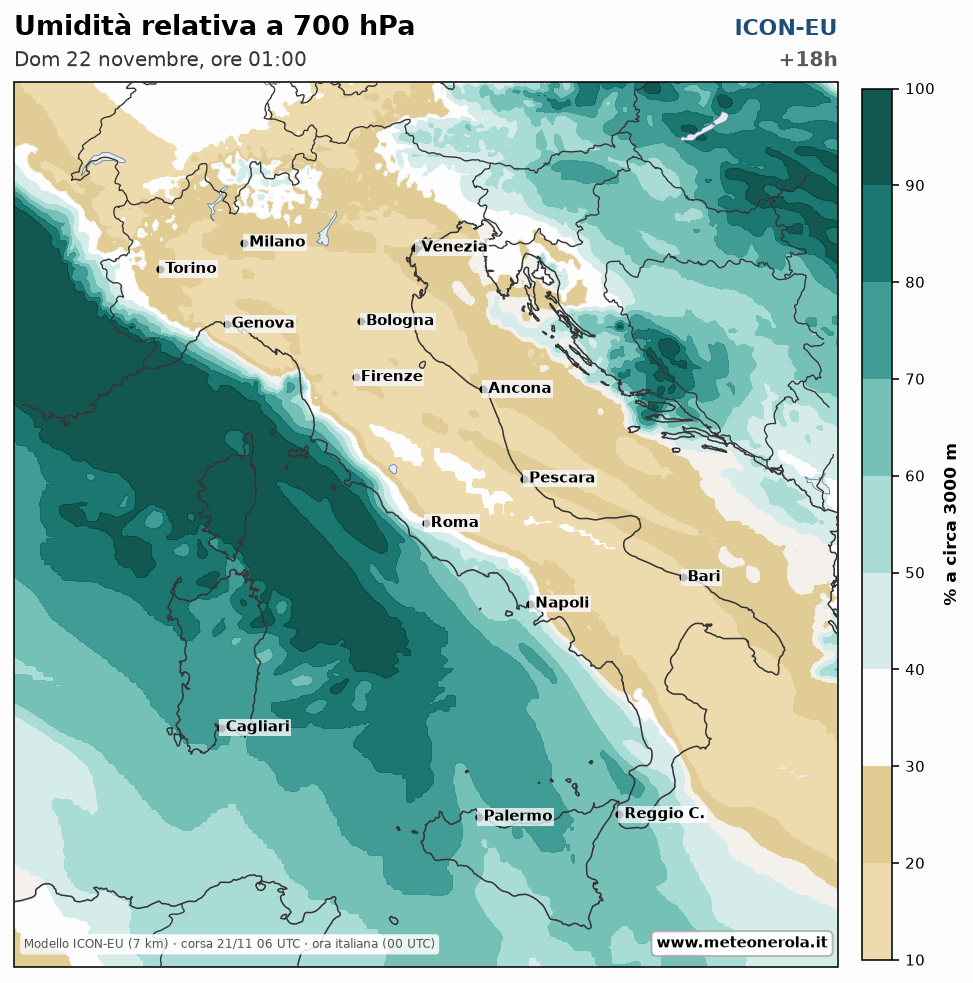 Umidità relativa a 700 hPa
ICON-EU
Dom 22 novembre, ore 01:00
+18h
100
90
80
70
60
50
40
30
20
10
% a circa 3000 m
Milano
Venezia
Torino
Genova
Bologna
Firenze
Ancona
Pescara
Roma
Bari
Napoli
Cagliari
Palermo
Reggio C.
Modello ICON-EU (7 km) · corsa 21/11 06 UTC · ora italiana (00 UTC)
www.meteonerola.it